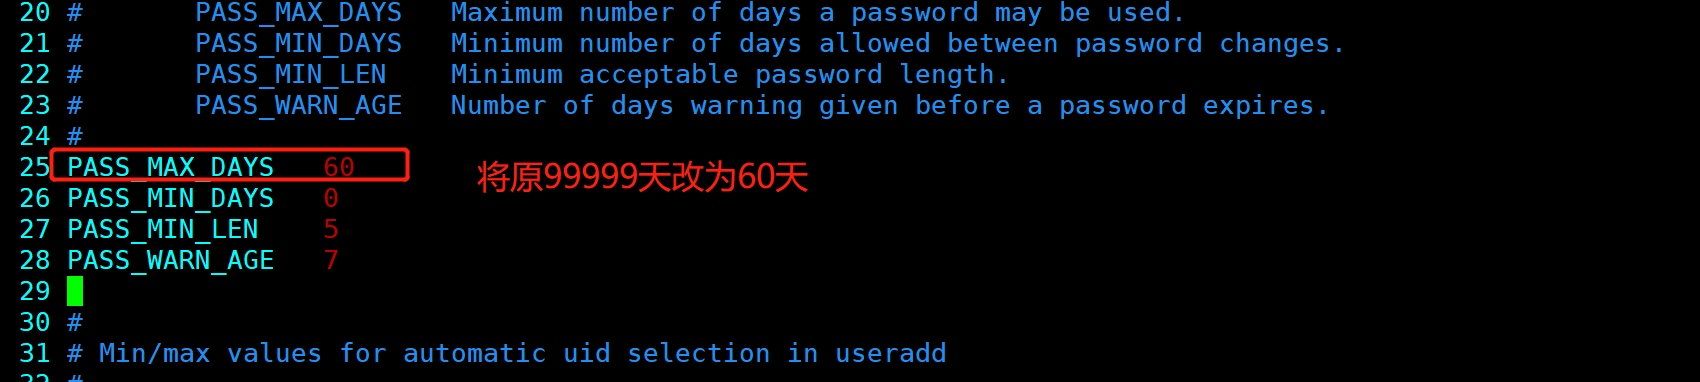 20 #       PASS_MAX_DAYS   Maximum number of days a password may be used.
21 #       PASS_MIN_DAYS   Minimum number of days allowed between password changes.
22 #       PASS_MIN_LEN    Minimum acceptable password length.
23 #       PASS_WARN_AGE   Number of days warning given before a password expires.
24 #
25 PASS_MAX_DAYS   60 将原99999天改为60天
26 PASS_MIN_DAYS   0
27 PASS_MIN_LEN    5
28 PASS_WARN_AGE   7
29
30 #
31 # Min/max values for automatic uid selection in useradd
32 #